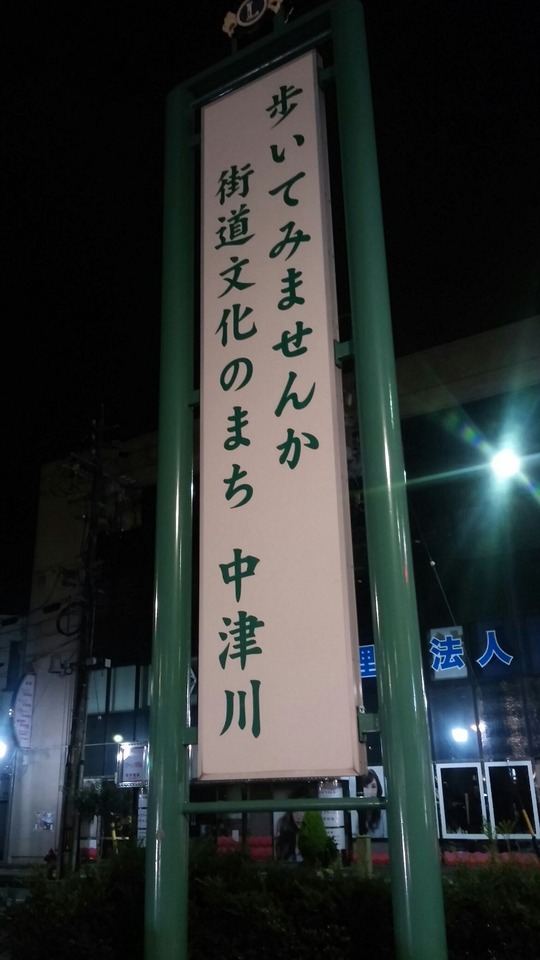 歩いてみませんか
街道文化のまち 中津川
L
理 法人